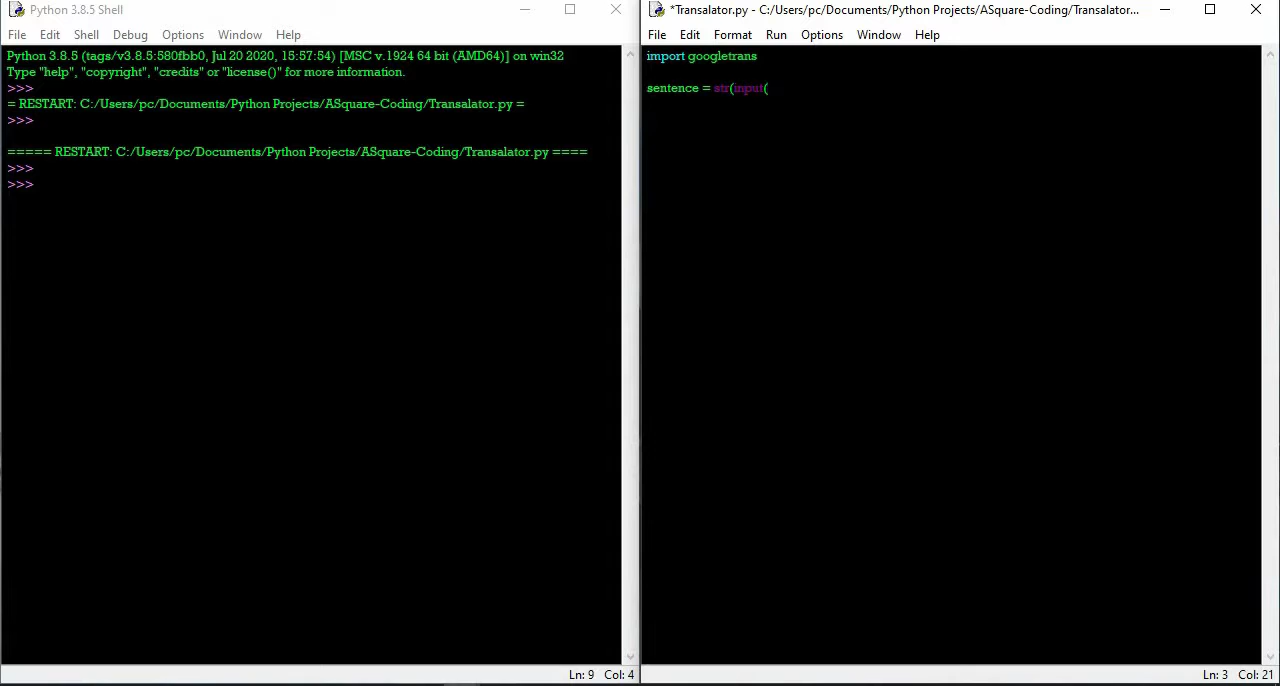 Python 3.8.5 Shell
File Edit Shell Debug Options Window Help
Python 3.8.5 (tags/v3.8.5:580fbb0, Jul 20 2020, 15:57:54) [MSC v.1924 64 bit (AMD64)] on win32
Type "help", "copyright", "credits" or "license()" for more information.
>>>
= RESTART: C:/Users/pc/Documents/Python Projects/ASquare-Coding/Translator.py =
>>>
===== RESTART: C:/Users/pc/Documents/Python Projects/ASquare-Coding/Transalator.py ====
>>>
>>>
Ln: 9 Col: 4
*Transalator.py - C:/Users/pc/Documents/Python Projects/ASquare-Coding/Transalator...
File Edit Format Run Options Window Help
import googletrans
sentence = str(input(
Ln: 3 Col: 21